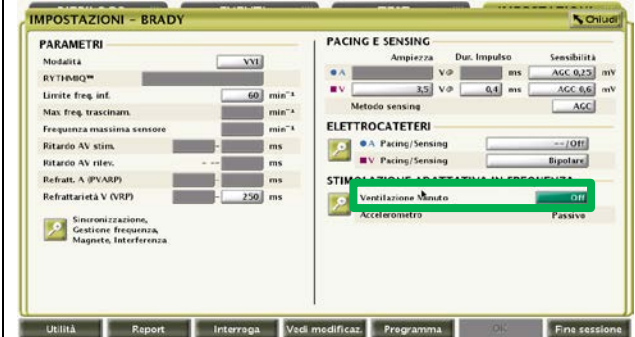 IMPOSTAZIONI - BRADY
Chiudi
PARAMETRI
Modalità VVI
RYTHMIQ™
Limite freq. inf. 60 min⁻¹
Max freq. trascinam. min⁻¹
Frequenza massima sensore min⁻¹
Ritardo AV stim. - ms
Ritardo AV rilev. - -- ms
Refratt. A (PVARP) - ms
Refrattarietà V (VRP) - 250 ms
Sincronizzazione,
Gestione frequenza,
Magnete, Interferenza
PACING E SENSING
Ampiezza Dur. Impulso Sensibilità
A V@ ms AGC 0,25 mV
V 3,5 V@ 0,4 ms AGC 0,6 mV
Metodo sensing AGC
ELETTROCATETERI
A Pacing/Sensing --/Off
V Pacing/Sensing Bipolare
STIMOLAZIONE ADATTATIVA IN FREQUENZA
Ventilazione Minuto Off
Accelerometro Passivo
Utilità Report Interroga Vedi modificaz. Programma OK Fine sessione